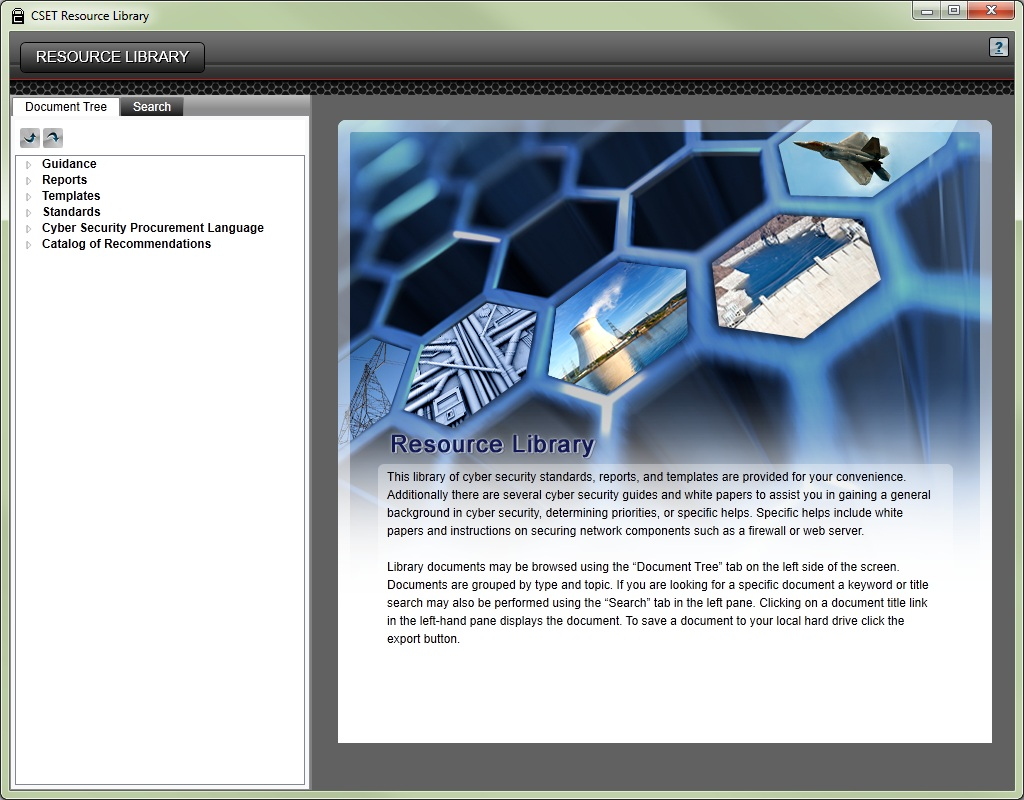 CSET Resource Library
RESOURCE LIBRARY
?
Document Tree
Search
Guidance
Reports
Templates
Standards
Cyber Security Procurement Language
Catalog of Recommendations
Resource Library
This library of cyber security standards, reports, and templates are provided for your convenience.
Additionally there are several cyber security guides and white papers to assist you in gaining a general
background in cyber security, determining priorities, or specific helps. Specific helps include white
papers and instructions on securing network components such as a firewall or web server.
Library documents may be browsed using the “Document Tree” tab on the left side of the screen.
Documents are grouped by type and topic. If you are looking for a specific document a keyword or title
search may also be performed using the “Search” tab in the left pane. Clicking on a document title link
in the left-hand pane displays the document. To save a document to your local hard drive click the
export button.